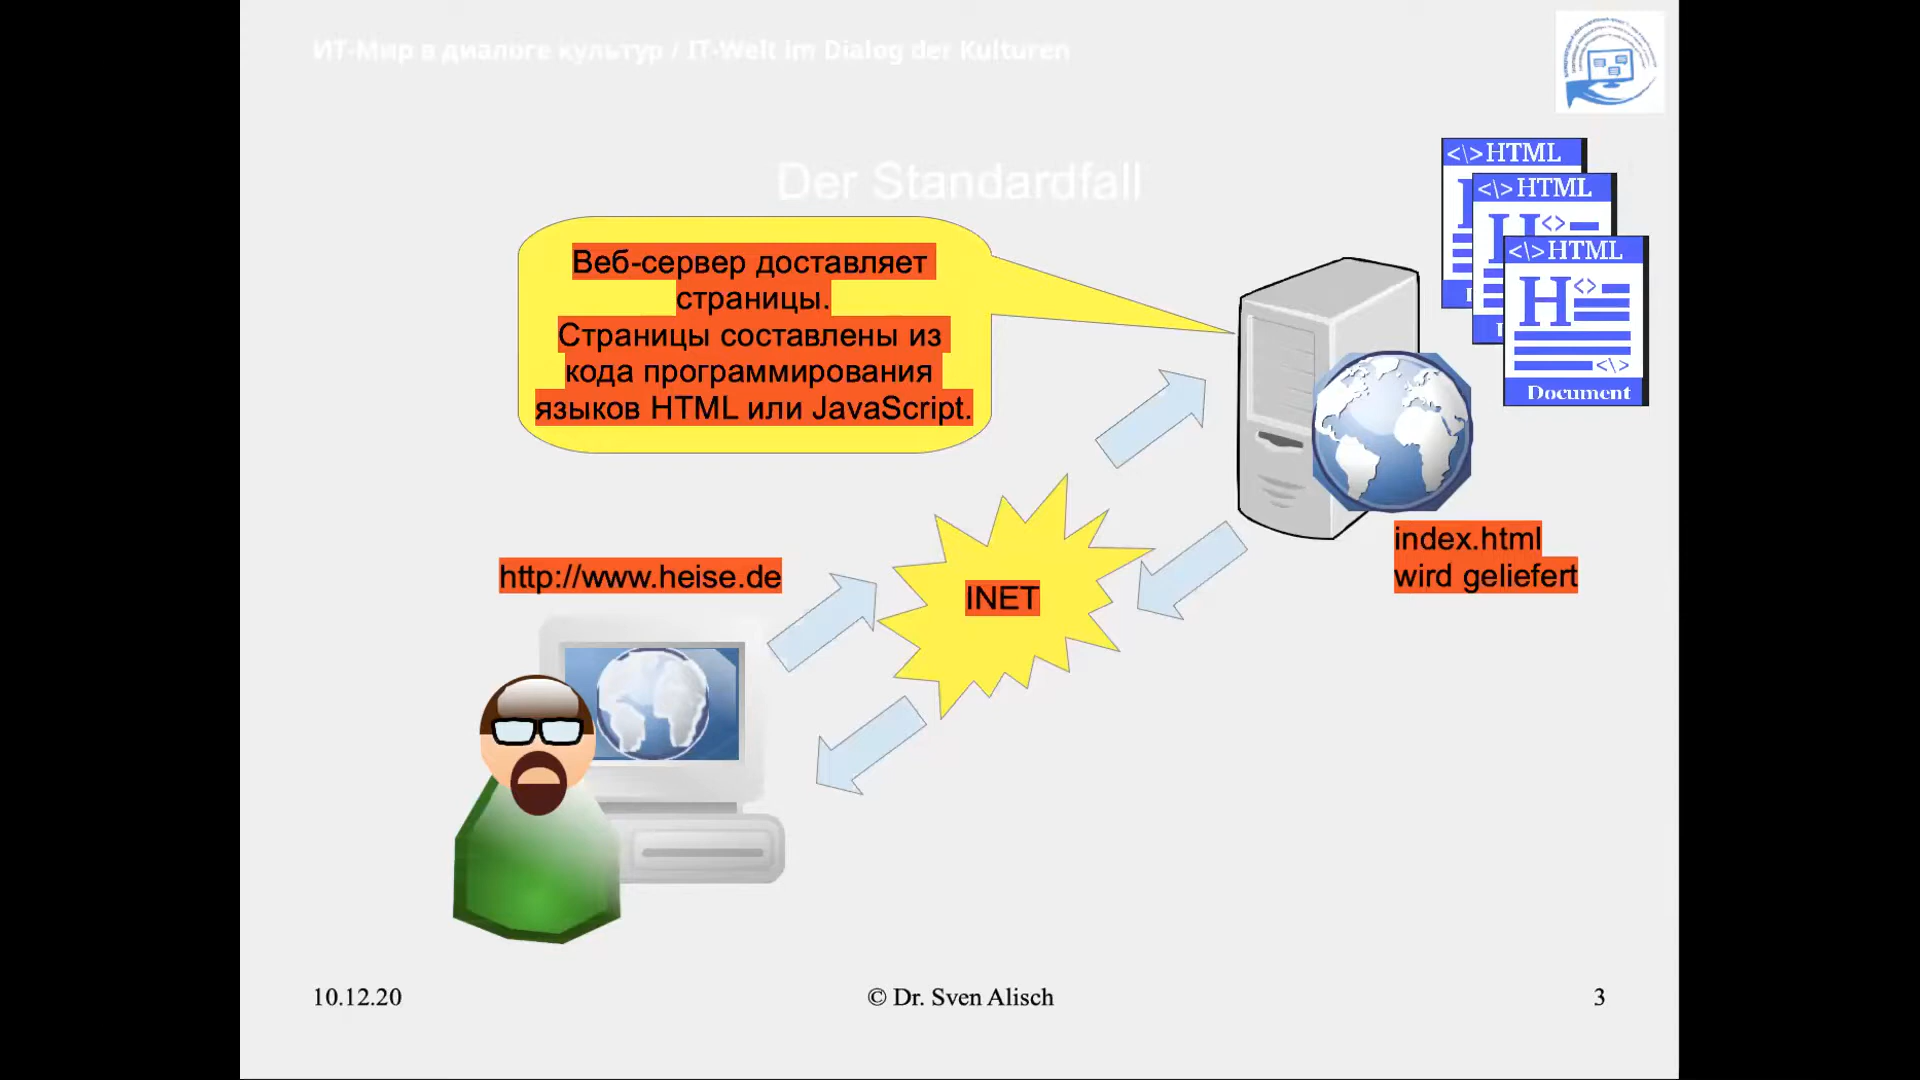 ИТ-Мир в диалоге культур / IT-Welt im Dialog der Kulturen
Der Standardfall
Веб-сервер доставляет
страницы.
Страницы составлены из
кода программирования
языков HTML или JavaScript.
<\>HTML
<\>HTML
H
<>
<\>HTML
H
<>
<\>
Document
index.html
wird geliefert
http://www.heise.de
INET
10.12.20
© Dr. Sven Alisch
3